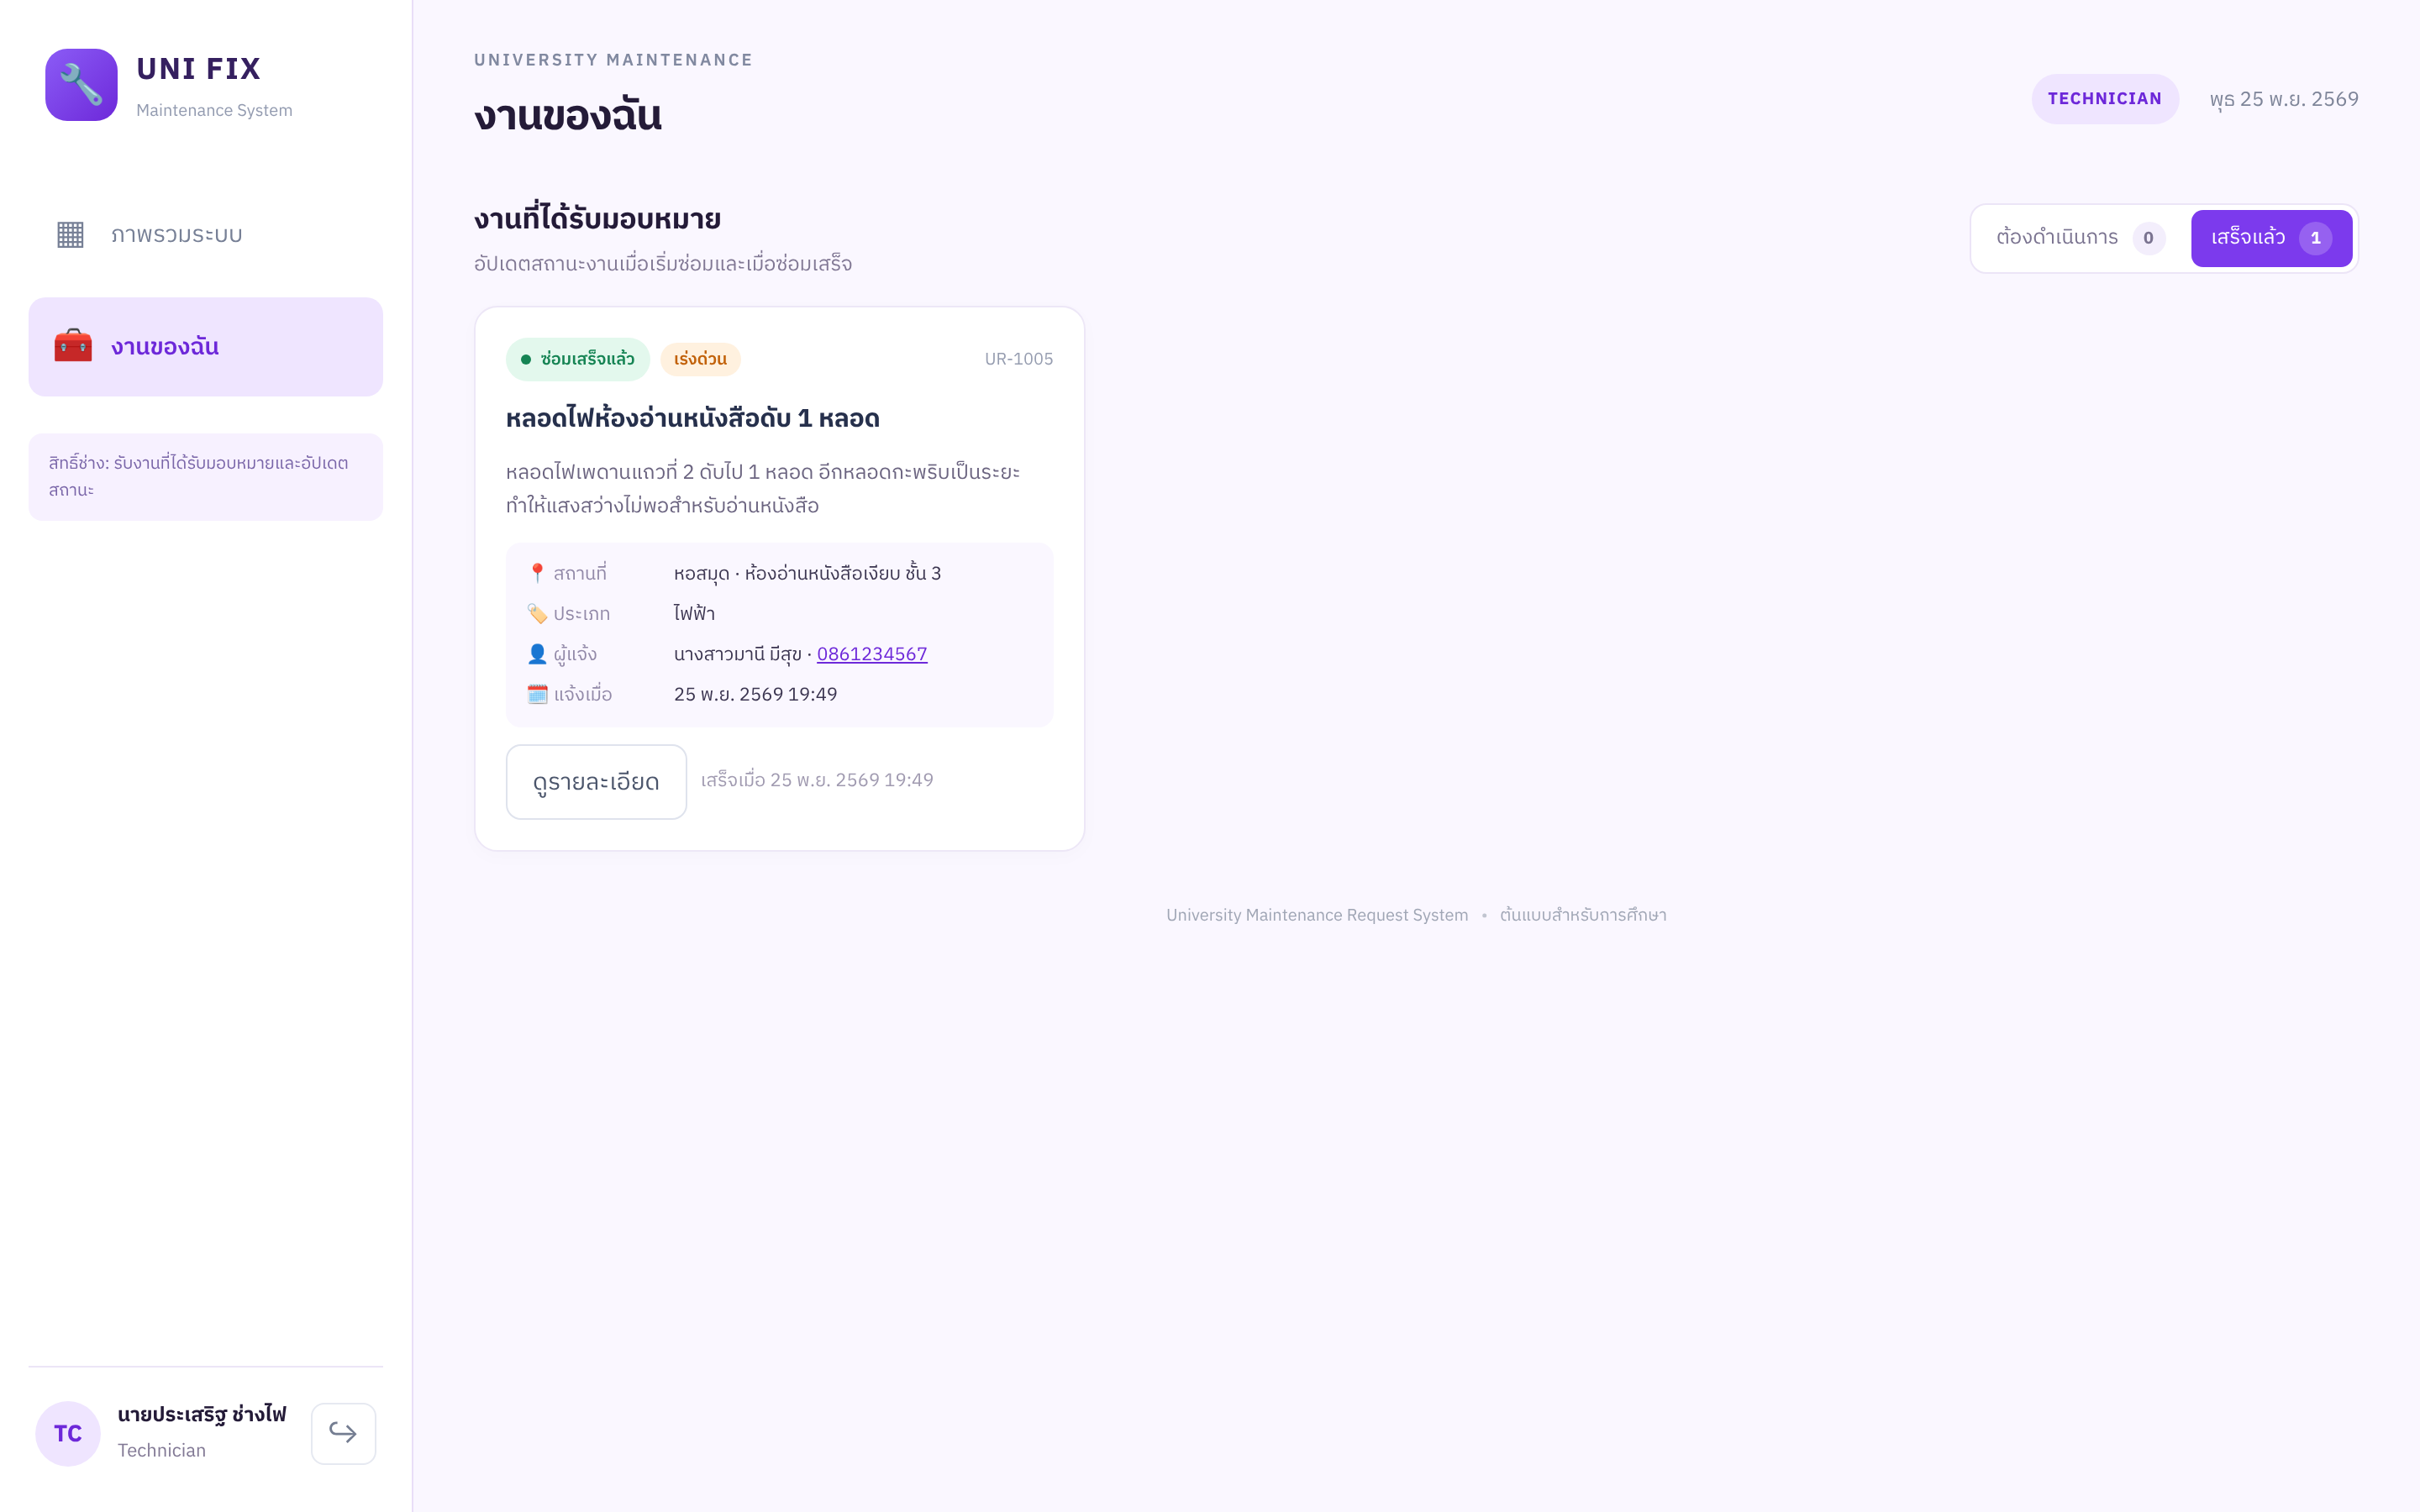 UNI FIX
Maintenance System
ภาพรวมระบบ
งานของฉัน
สิทธิ์ช่าง: รับงานที่ได้รับมอบหมายและอัปเดต
สถานะ
TC
นายประเสริฐ ช่างไฟ
Technician
UNIVERSITY MAINTENANCE
งานของฉัน
TECHNICIAN
พุธ 25 พ.ย. 2569
งานที่ได้รับมอบหมาย
อัปเดตสถานะงานเมื่อเริ่มซ่อมและเมื่อซ่อมเสร็จ
ต้องดำเนินการ 0
เสร็จแล้ว 1
ซ่อมเสร็จแล้ว เร่งด่วน UR-1005
หลอดไฟห้องอ่านหนังสือดับ 1 หลอด
หลอดไฟเพดานแถวที่ 2 ดับไป 1 หลอด อีกหลอดกะพริบเป็นระยะ
ทำให้แสงสว่างไม่พอสำหรับอ่านหนังสือ
สถานที่ หอสมุด · ห้องอ่านหนังสือเงียบ ชั้น 3
ประเภท ไฟฟ้า
ผู้แจ้ง นางสาวมานี มีสุข · 0861234567
แจ้งเมื่อ 25 พ.ย. 2569 19:49
ดูรายละเอียด เสร็จเมื่อ 25 พ.ย. 2569 19:49
University Maintenance Request System • ต้นแบบสำหรับการศึกษา